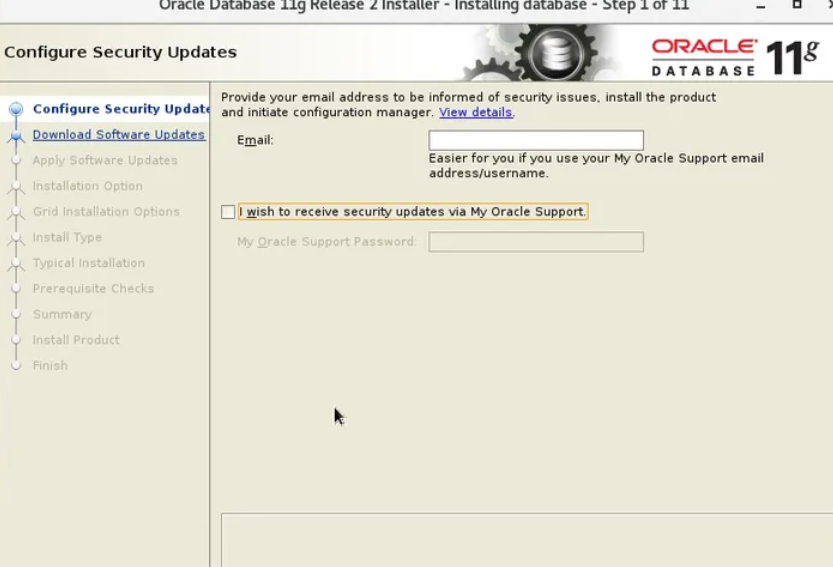 Oracle Database 11g Release 2 Installer - Installing database - Step 1 of 11
Configure Security Updates
ORACLE
DATABASE
11g
Configure Security Update
Download Software Updates
Apply Software Updates
Installation Option
Grid Installation Options
Install Type
Typical Installation
Prerequisite Checks
Summary
Install Product
Finish
Provide your email address to be informed of security issues, install the product
and initiate configuration manager. View details.
Email:
Easier for you if you use your My Oracle Support email
address/username.
I wish to receive security updates via My Oracle Support.
My Oracle Support Password: